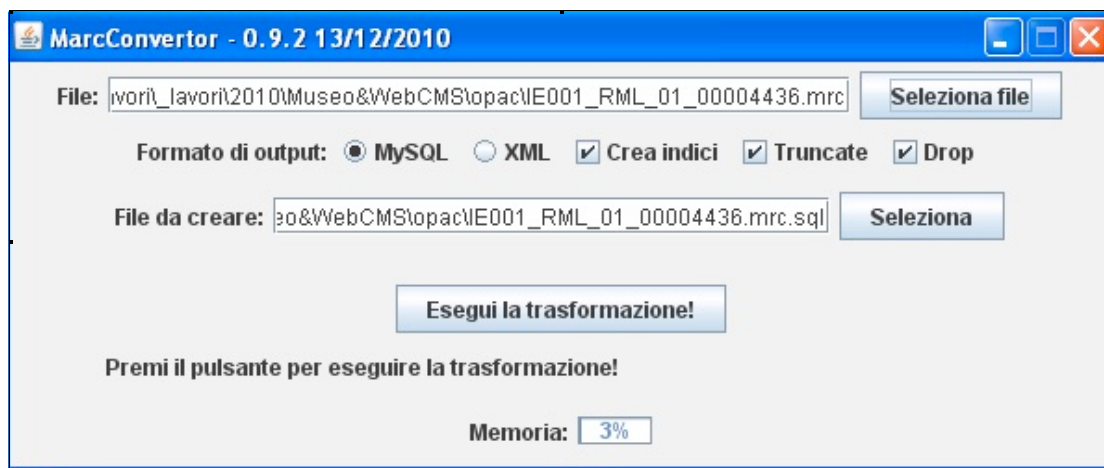 MarcConvertor - 0.9.2 13/12/2010
File: ıvori\_lavori\2010\Museo&WebCMS\opac\IE001_RML_01_00004436.mrc Seleziona file
Formato di output: MySQL XML Crea indici Truncate Drop
File da creare: eo&WebCMS\opac\IE001_RML_01_00004436.mrc.sql Seleziona
Esegui la trasformazione!
Premi il pulsante per eseguire la trasformazione!
Memoria: 3%